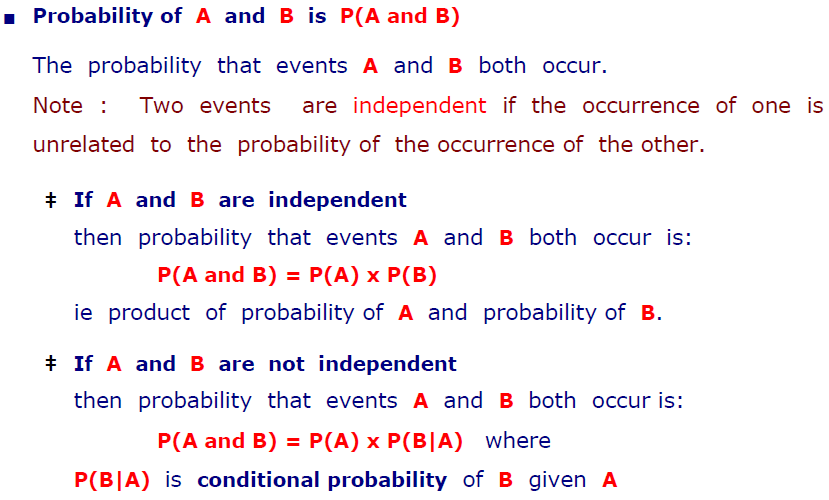 ▪ Probability of A and B is P(A and B)
The probability that events A and B both occur.
Note : Two events are independent if the occurrence of one is
unrelated to the probability of the occurrence of the other.
‡ If A and B are independent
then probability that events A and B both occur is:
P(A and B) = P(A) x P(B)
ie product of probability of A and probability of B.
‡ If A and B are not independent
then probability that events A and B both occur is:
P(A and B) = P(A) x P(B|A) where
P(B|A) is conditional probability of B given A